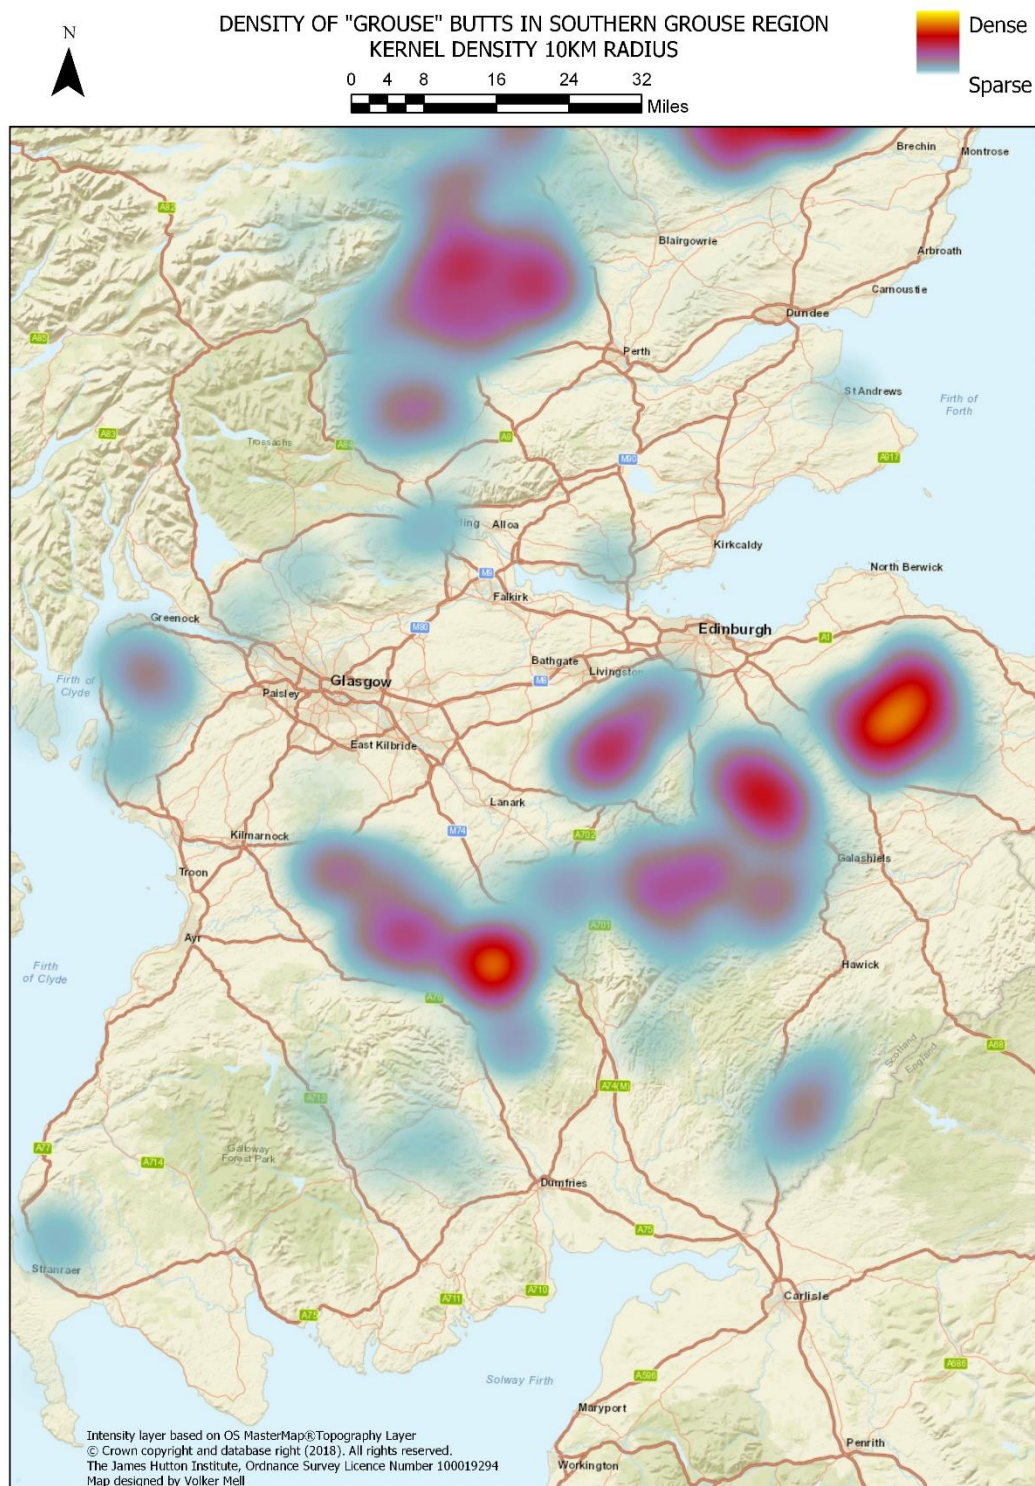 DENSITY OF "GROUSE" BUTTS IN SOUTHERN GROUSE REGION
KERNEL DENSITY 10KM RADIUS
N
0 4 8 16 24 32
Miles
Dense
Sparse
Brechin
Montrose
A82
Blairgowrie
Arbroath
Carnoustie
Dundee
A85
Perth
St Andrews
Firth of
Forth
A83
Trossachs
A84
A9
M90
A917
ling
Alloa
Kirkcaldy
M9
North Berwick
Falkirk
Greenock
M80
Edinburgh
A1
Bathgate
Livingston
M8
Firth of
Clyde
Glasgow
Paisley
East Kilbride
Lanark
Kilmarnock
M74
A702
Troon
Galashiels
A701
Ayr
Hawick
Firth
of Clyde
A76
Scotland
England
A68
A74(M)
A713
A77
A714
Galloway
Forest Park
Dumfries
A75
Stranraer
A710
A711
A75
Carlisle
A686
Solway Firth
A596
Maryport
Penrith
Workington
Intensity layer based on OS MasterMap®Topography Layer
© Crown copyright and database right (2018). All rights reserved.
The James Hutton Institute, Ordnance Survey Licence Number 100019294
Map designed by Volker Mell